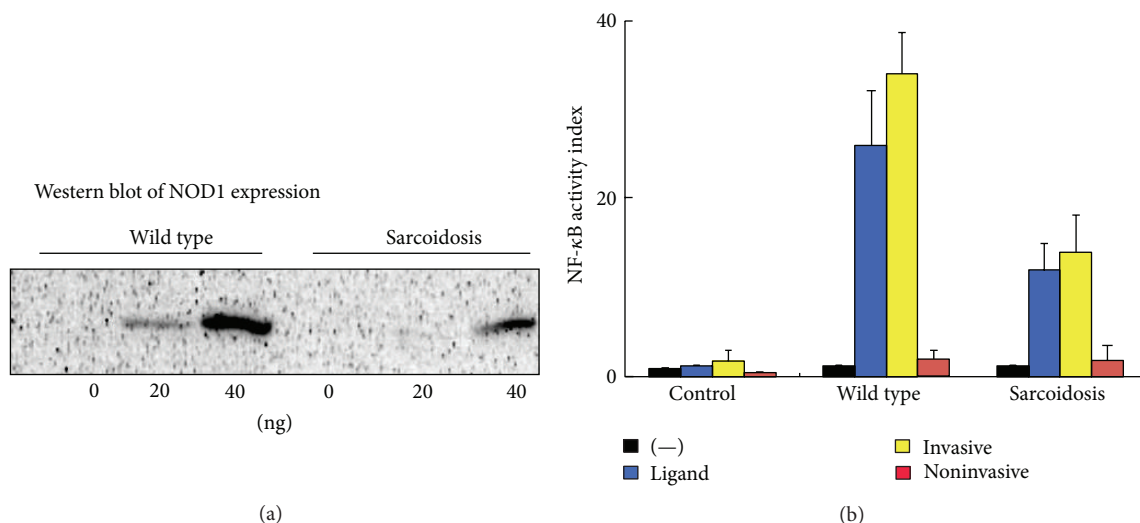 Western blot of NOD1 expression
Wild type Sarcoidosis
0 20 40 0 20 40
(ng)
(a)
40
20
0
NF-κB activity index
Control Wild type Sarcoidosis
(—) Invasive
Ligand Noninvasive
(b)